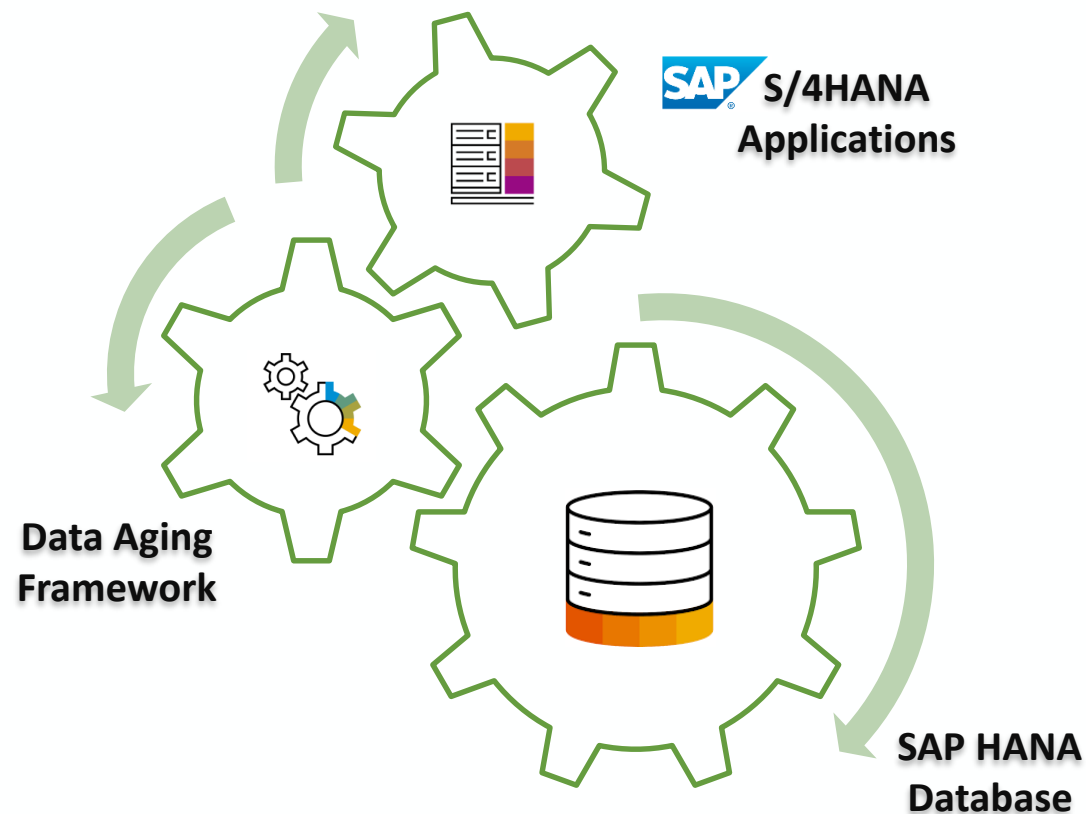 SAP S/4HANA
Applications
Data Aging
Framework
SAP HANA
Database